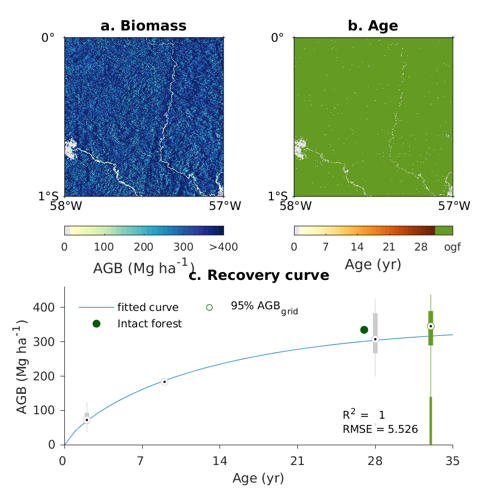 a. Biomass
b. Age
0°
0°
1°S
1°S
58°W
57°W
58°W
57°W
0 100 200 300 >400
0 7 14 21 28 ogf
AGB (Mg ha-1)
Age (yr)
c. Recovery curve
fitted curve
95% AGBgrid
Intact forest
400
300
200
100
0
AGB (Mg ha-1)
R2 = 1
RMSE = 5.526
0 7 14 21 28 35
Age (yr)